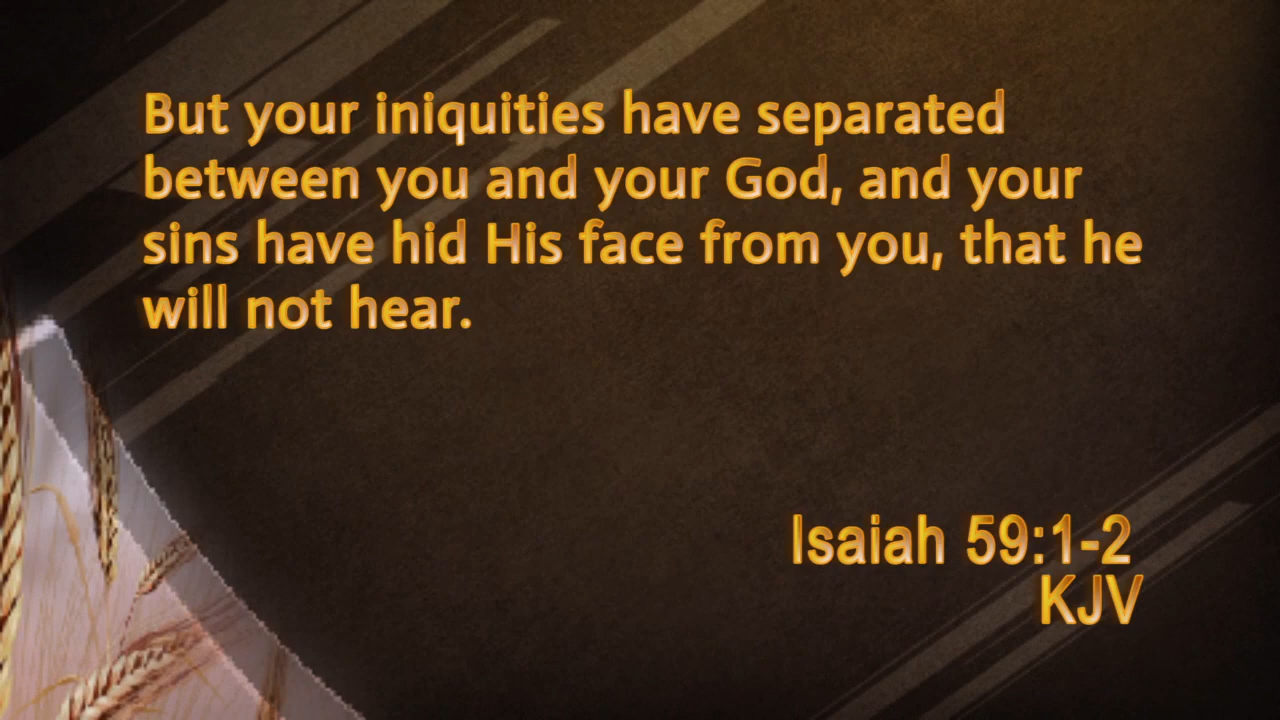 But your iniquities have separated
between you and your God, and your
sins have hid His face from you, that he
will not hear.
Isaiah 59:1-2
KJV